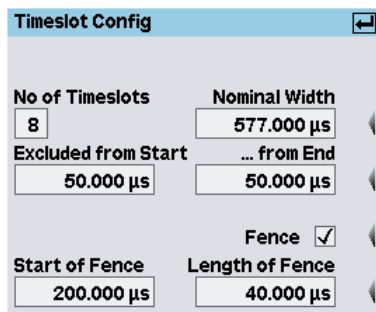 Timeslot Config
No of Timeslots Nominal Width
8 577.000 µs
Excluded from Start ... from End
50.000 µs 50.000 µs
Fence
Start of Fence Length of Fence
200.000 µs 40.000 µs